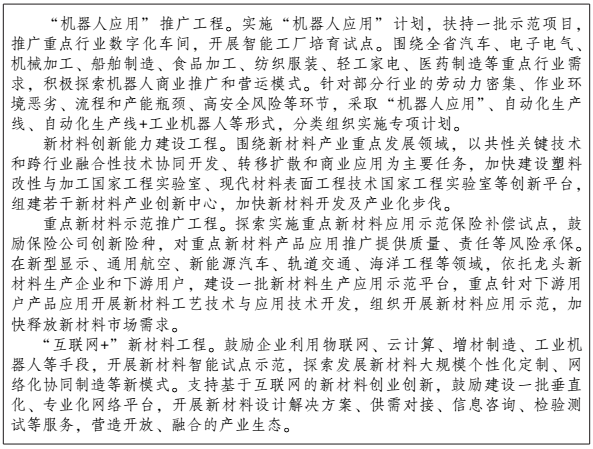 “机器人应用”推广工程。实施“机器人应用”计划，扶持一批示范项目，
推广重点行业数字化车间，开展智能工厂培育试点。围绕全省汽车、电子电气、
机械加工、船舶制造、食品加工、纺织服装、轻工家电、医药制造等重点行业需
求，积极探索机器人商业推广和营运模式。针对部分行业的劳动力密集、作业环
境恶劣、流程和产能瓶颈、高安全风险等环节，采取“机器人应用”、自动化生产
线、自动化生产线+工业机器人等形式，分类组织实施专项计划。
新材料创新能力建设工程。围绕新材料产业重点发展领域，以共性关键技术
和跨行业融合性技术协同开发、转移扩散和商业应用为主要任务，加快建设塑料
改性与加工国家工程实验室、现代材料表面工程技术国家工程实验室等创新平台，
组建若干新材料产业创新中心，加快新材料开发及产业化步伐。
重点新材料示范推广工程。探索实施重点新材料应用示范保险补偿试点，鼓
励保险公司创新险种，对重点新材料产品应用推广提供质量、责任等风险承保。
在新型显示、通用航空、新能源汽车、轨道交通、海洋工程等领域，依托龙头新
材料生产企业和下游用户，建设一批新材料生产应用示范平台，重点针对下游用
户产品应用开展新材料工艺技术与应用技术开发，组织开展新材料应用示范，加
快释放新材料市场需求。
“互联网+”新材料工程。鼓励企业利用物联网、云计算、增材制造、工业机
器人等手段，开展新材料智能试点示范，探索发展新材料大规模个性化定制、网
络化协同制造等新模式。支持基于互联网的新材料创业创新，鼓励建设一批垂直
化、专业化网络平台，开展新材料设计解决方案、供需对接、信息咨询、检验测
试等服务，营造开放、融合的产业生态。